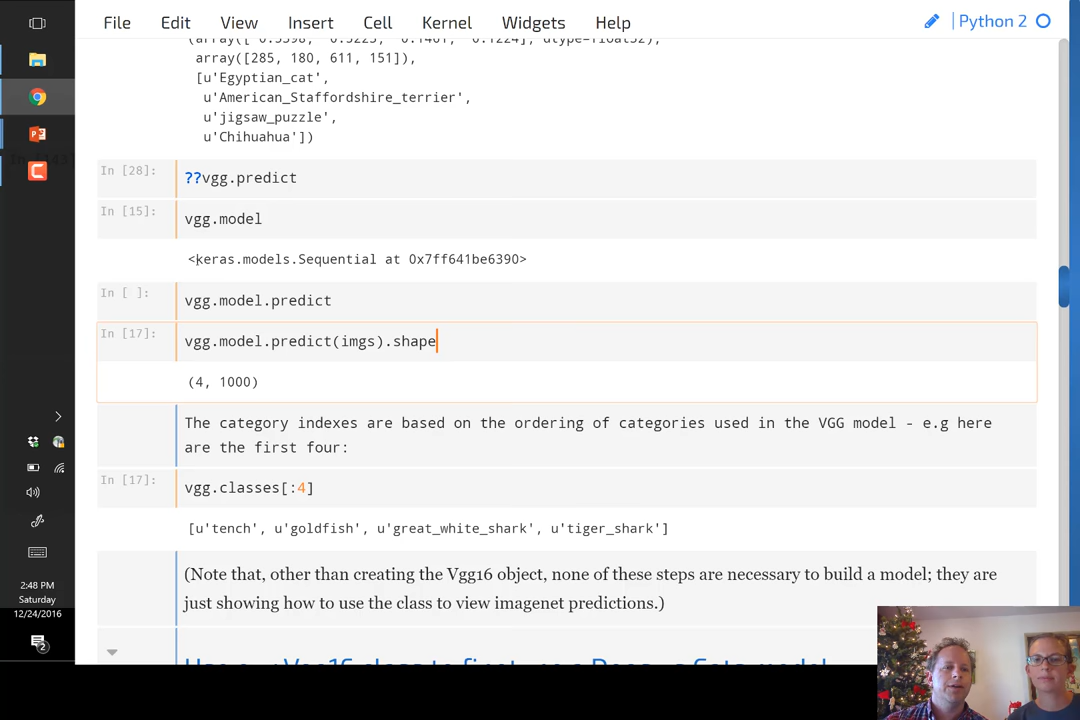 File Edit View Insert Cell Kernel Widgets Help Python 2
array([285, 180, 611, 151]),
[u'Egyptian_cat',
u'American_Staffordshire_terrier',
u'jigsaw_puzzle',
u'Chihuahua'])
In [28]: ??vgg.predict
In [15]: vgg.model
<keras.models.Sequential at 0x7ff641be6390>
In [ ]: vgg.model.predict
In [17]: vgg.model.predict(imgs).shape
(4, 1000)
The category indexes are based on the ordering of categories used in the VGG model - e.g here
are the first four:
In [17]: vgg.classes[:4]
[u'tench', u'goldfish', u'great_white_shark', u'tiger_shark']
(Note that, other than creating the Vgg16 object, none of these steps are necessary to build a model; they are
just showing how to use the class to view imagenet predictions.)
2:48 PM
Saturday
12/24/2016
2